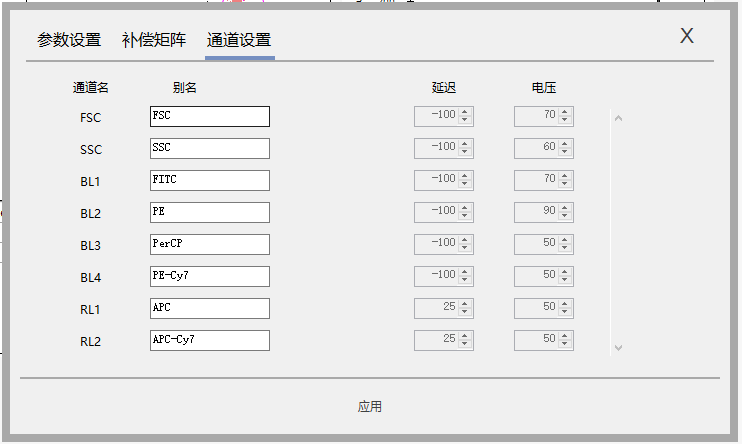 参数设置 补偿矩阵 通道设置 X
通道名 别名 延迟 电压
FSC FSC -100 70
SSC SSC -100 60
BL1 FITC -100 70
BL2 PE -100 90
BL3 PerCP -100 50
BL4 PE-Cy7 -100 50
RL1 APC 25 50
RL2 APC-Cy7 25 50
应用